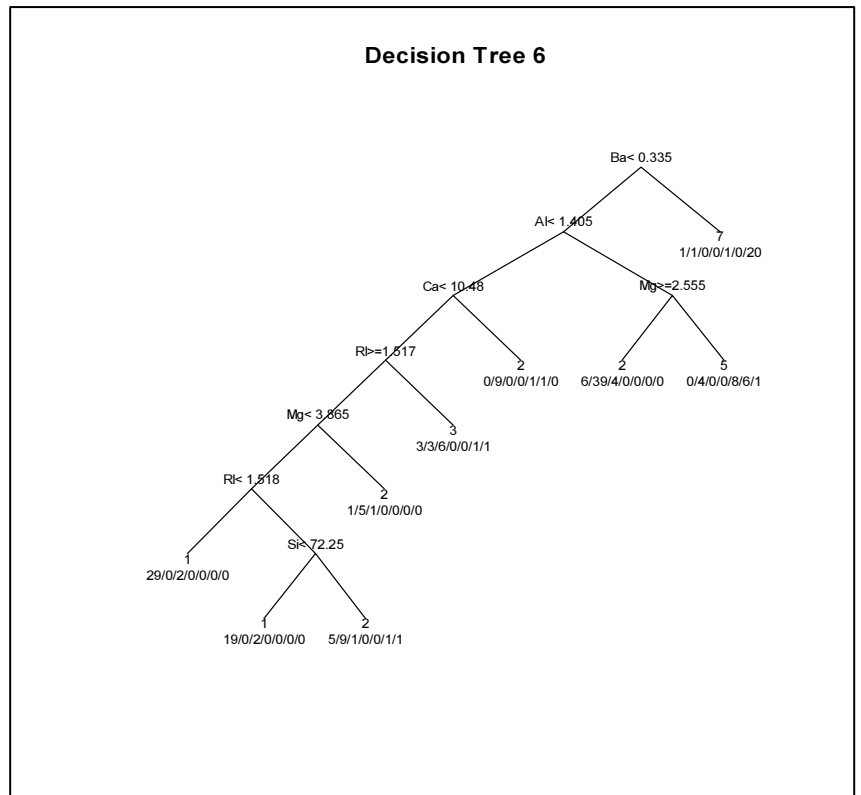 Decision Tree 6
Ba< 0.335
Al< 1.405
7
1/1/0/0/1/0/20
Ca< 10.48
Mg>=2.555
RI>=1.517
2
0/9/0/0/1/1/0
2
6/39/4/0/0/0/0
5
0/4/0/0/8/6/1
Mg< 3.865
3
3/3/6/0/0/1/1
RI< 1.518
2
1/5/1/0/0/0/0
Si< 72.25
1
29/0/2/0/0/0/0
1
19/0/2/0/0/0/0
2
5/9/1/0/0/1/1